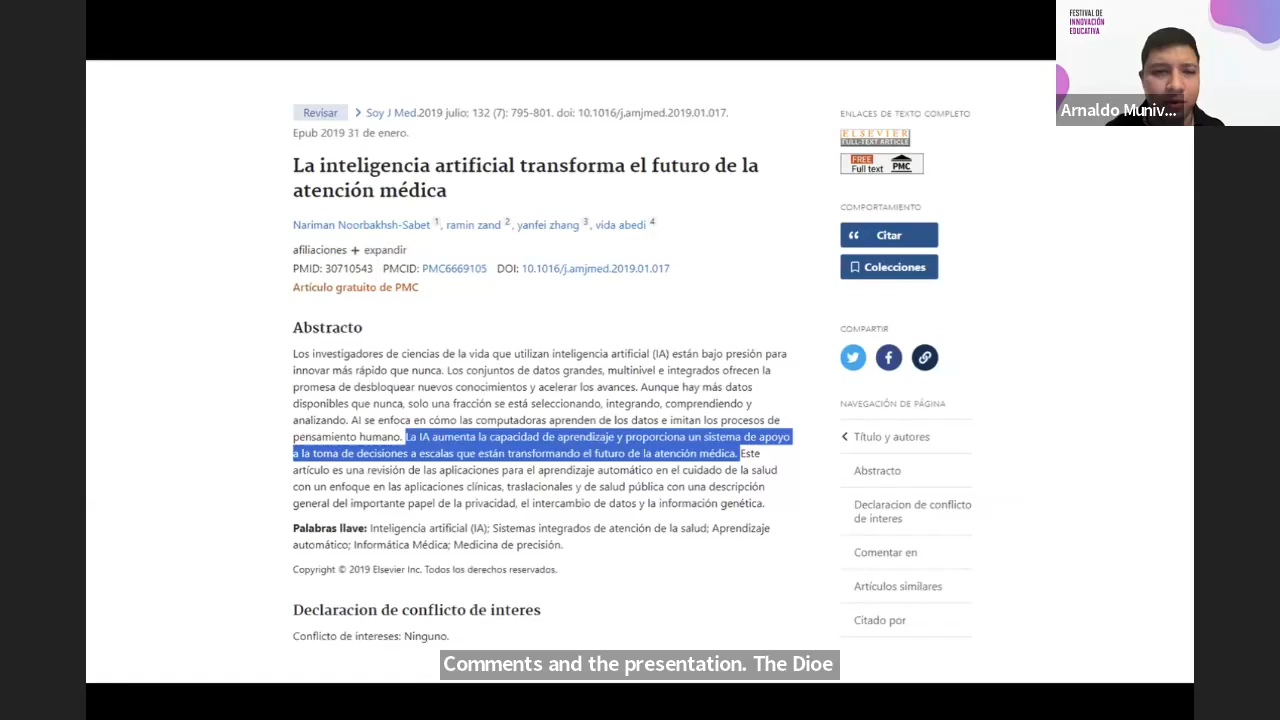 FESTIVAL DE
INNOVACIÓN
EDUCATIVA
Arnaldo Muniv...
Revisar > Soy J Med.2019 julio; 132 (7): 795-801. doi: 10.1016/j.amjmed.2019.01.017.
Epub 2019 31 de enero.
La inteligencia artificial transforma el futuro de la
atención médica
Nariman Noorbakhsh-Sabet 1, ramin zand 2, yanfei zhang 3, vida abedi 4
afiliaciones + expandir
PMID: 30710543 PMCID: PMC6669105 DOI: 10.1016/j.amjmed.2019.01.017
Artículo gratuito de PMC
Abstracto
Los investigadores de ciencias de la vida que utilizan inteligencia artificial (IA) están bajo presión para
innovar más rápido que nunca. Los conjuntos de datos grandes, multinivel e integrados ofrecen la
promesa de desbloquear nuevos conocimientos y acelerar los avances. Aunque hay más datos
disponibles que nunca, solo una fracción se está seleccionando, integrando, comprendiendo y
analizando. AI se enfoca en cómo las computadoras aprenden de los datos e imitan los procesos de
pensamiento humano. La IA aumenta la capacidad de aprendizaje y proporciona un sistema de apoyo
a la toma de decisiones a escalas que están transformando el futuro de la atención médica. Este
artículo es una revisión de las aplicaciones para el aprendizaje automático en el cuidado de la salud
con un enfoque en las aplicaciones clínicas, traslacionales y de salud pública con una descripción
general del importante papel de la privacidad, el intercambio de datos y la información genética.
Palabras llave: Inteligencia artificial (IA); Sistemas integrados de atención de la salud; Aprendizaje
automático; Informática Médica; Medicina de precisión.
Copyright © 2019 Elsevier Inc. Todos los derechos reservados.
Declaracion de conflicto de interes
Conflicto de intereses: Ninguno.
ENLACES DE TEXTO COMPLETO
ELSEVIER
FULL-TEXT ARTICLE
FREE
Full text PMC
COMPORTAMIENTO
Citar
Colecciones
COMPARTIR
NAVEGACIÓN DE PÁGINA
Título y autores
Abstracto
Declaracion de conflicto
de interes
Comentar en
Artículos similares
Citado por
Comments and the presentation. The Dioe